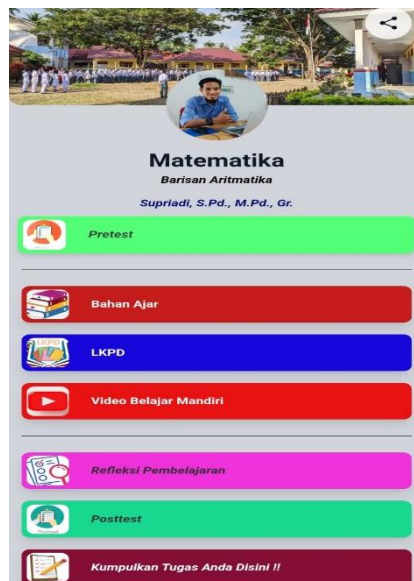 Matematika
Barisan Aritmatika
Supriadi, S.Pd., M.Pd., Gr.
Pretest
Bahan Ajar
LKPD
LKPD
Video Belajar Mandiri
Refleksi Pembelajaran
Posttest
Posttest
Kumpulkan Tugas Anda Disini !!